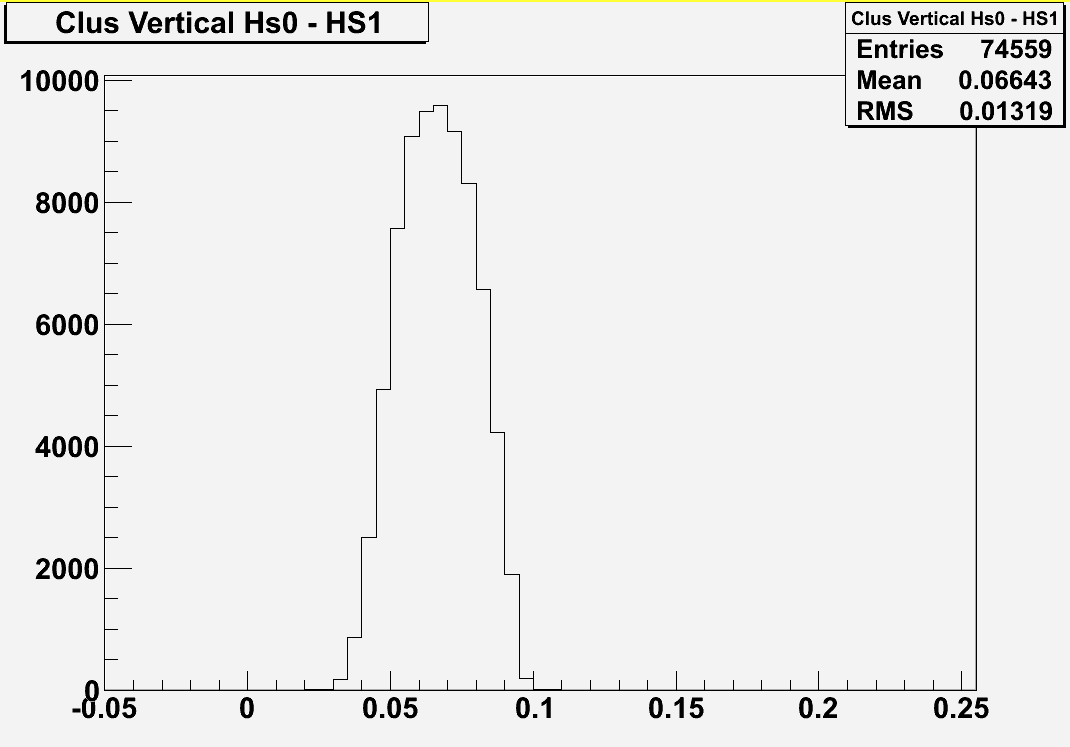 Clus Vertical Hs0 - HS1
Clus Vertical Hs0 - HS1
Entries 74559
Mean 0.06643
RMS 0.01319
10000
8000
6000
4000
2000
0
-0.05 0 0.05 0.1 0.15 0.2 0.25